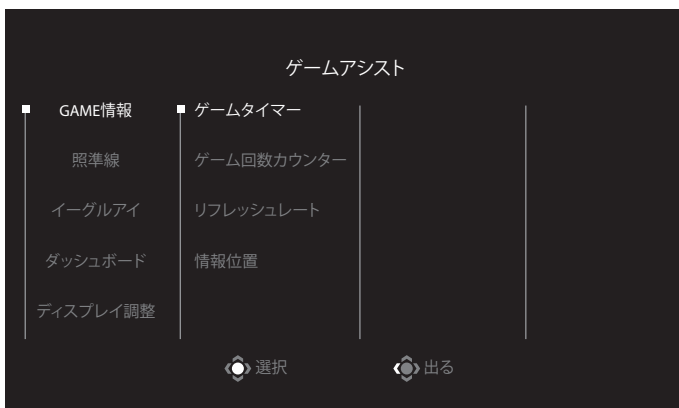 ゲームアシスト
GAME情報
照準線
イーグルアイ
ダッシュボード
ディスプレイ調整
ゲームタイマー
ゲーム回数カウンター
リフレッシュレート
情報位置
選択
出る